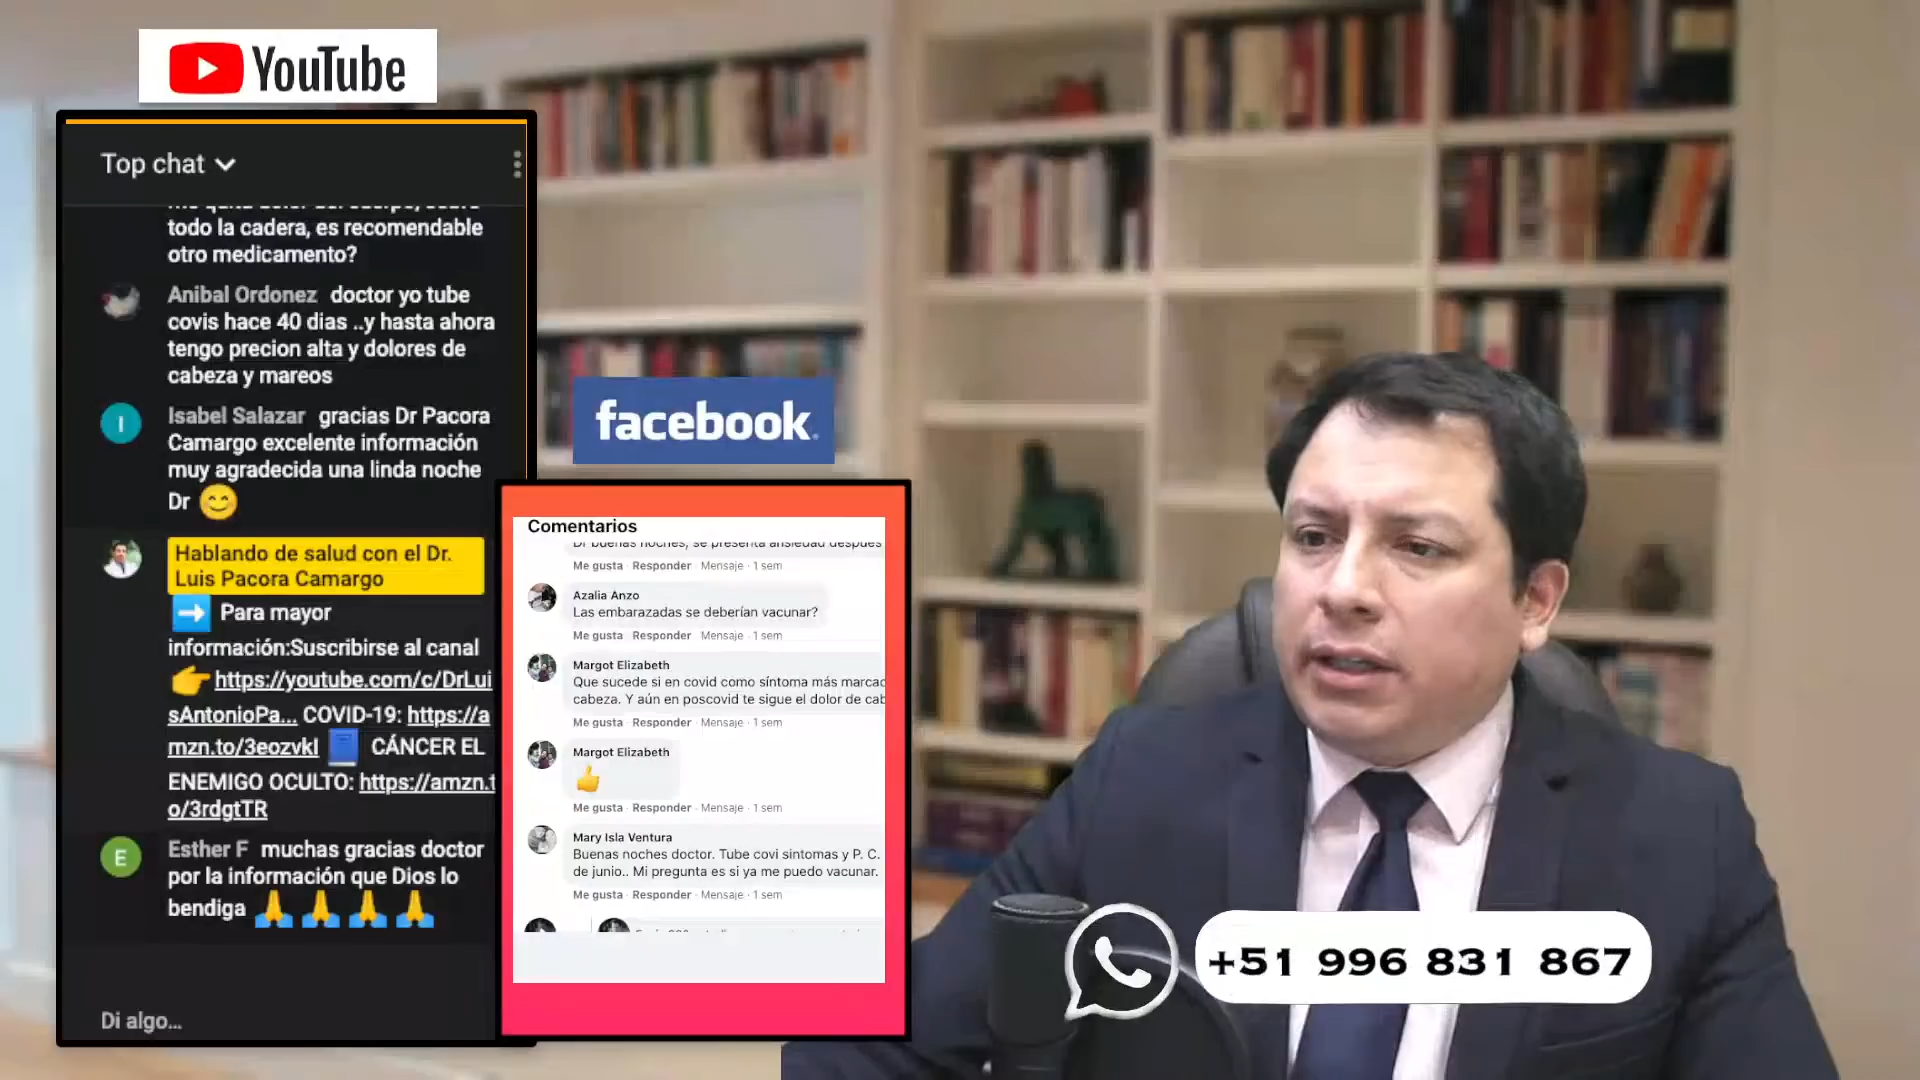 YouTube
Top chat
todo la cadera, es recomendable
otro medicamento?
Anibal Ordonez doctor yo tube
covis hace 40 dias ..y hasta ahora
tengo precion alta y dolores de
cabeza y mareos
I
Isabel Salazar gracias Dr Pacora
Camargo excelente información
muy agradecida una linda noche
Dr 😊
Hablando de salud con el Dr.
Luis Pacora Camargo
➡️ Para mayor
información:Suscribirse al canal
👉 https://youtube.com/c/DrLui
sAntonioPa... COVID-19: https://a
mzn.to/3eozvkI 📘 CÁNCER EL
ENEMIGO OCULTO: https://amzn.t
o/3rdgtTR
E
Esther F muchas gracias doctor
por la información que Dios lo
bendiga 🙏🙏🙏🙏
Di algo...
facebook.
Comentarios
Dr buenas noches, se presenta ansiedad despues
Me gusta · Responder · Mensaje · 1 sem
Azalia Anzo
Las embarazadas se deberían vacunar?
Me gusta · Responder · Mensaje · 1 sem
Margot Elizabeth
Que sucede si en covid como síntoma más marcad
cabeza. Y aún en poscovid te sigue el dolor de cab
Me gusta · Responder · Mensaje · 1 sem
Margot Elizabeth
👍
Me gusta · Responder · Mensaje · 1 sem
Mary Isla Ventura
Buenas noches doctor. Tube covi sintomas y P. C.
de junio.. Mi pregunta es si ya me puedo vacunar.
Me gusta · Responder · Mensaje · 1 sem
+51 996 831 867